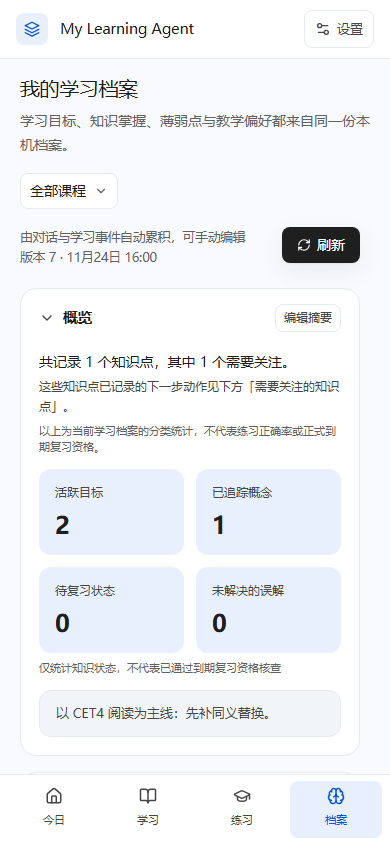 My Learning Agent
设置
我的学习档案
学习目标、知识掌握、薄弱点与教学偏好都来自同一份本
机档案。
全部课程
由对话与学习事件自动累积，可手动编辑
版本 7 · 11月24日 16:00
刷新
概览
编辑摘要
共记录 1 个知识点，其中 1 个需要关注。
这些知识点已记录的下一步动作见下方「需要关注的知识
点」。
以上为当前学习档案的分类统计，不代表练习正确率或正式到
期复习资格。
活跃目标
已追踪概念
2
1
待复习状态
未解决的误解
0
0
仅统计知识状态，不代表已通过到期复习资格核查
以 CET4 阅读为主线：先补同义替换。
今日
学习
练习
档案